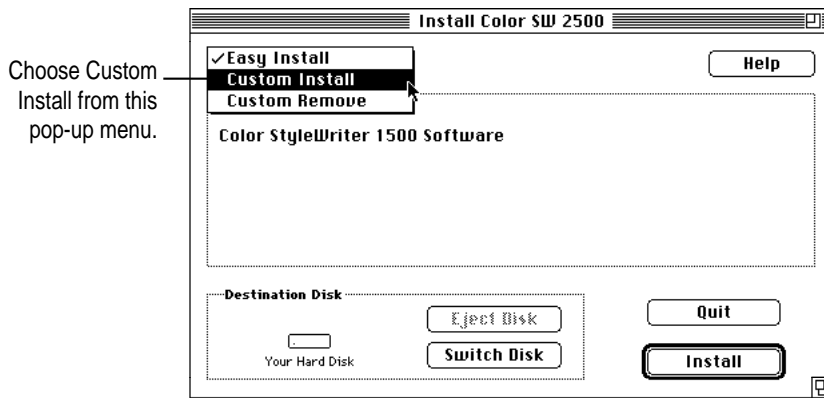 Install Color SW 2500
Choose Custom
Install from this
pop-up menu.
✓Easy Install
Custom Install
Custom Remove
Help
Color StyleWriter 1500 Software
Destination Disk
Your Hard Disk
Eject Disk
Switch Disk
Quit
Install